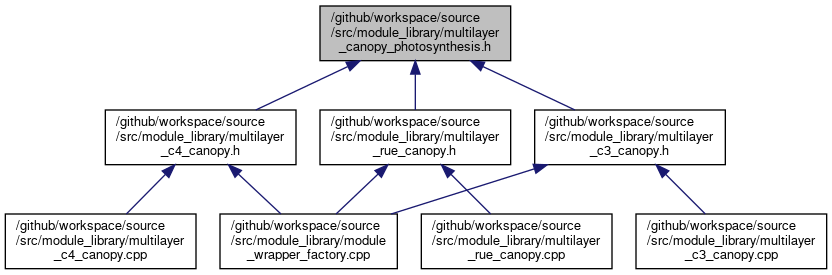 /github/workspace/source
/src/module_library/multilayer
_canopy_photosynthesis.h
/github/workspace/source
/src/module_library/multilayer
_c4_canopy.h
/github/workspace/source
/src/module_library/multilayer
_rue_canopy.h
/github/workspace/source
/src/module_library/multilayer
_c3_canopy.h
/github/workspace/source
/src/module_library/multilayer
_c4_canopy.cpp
/github/workspace/source
/src/module_library/module
_wrapper_factory.cpp
/github/workspace/source
/src/module_library/multilayer
_rue_canopy.cpp
/github/workspace/source
/src/module_library/multilayer
_c3_canopy.cpp